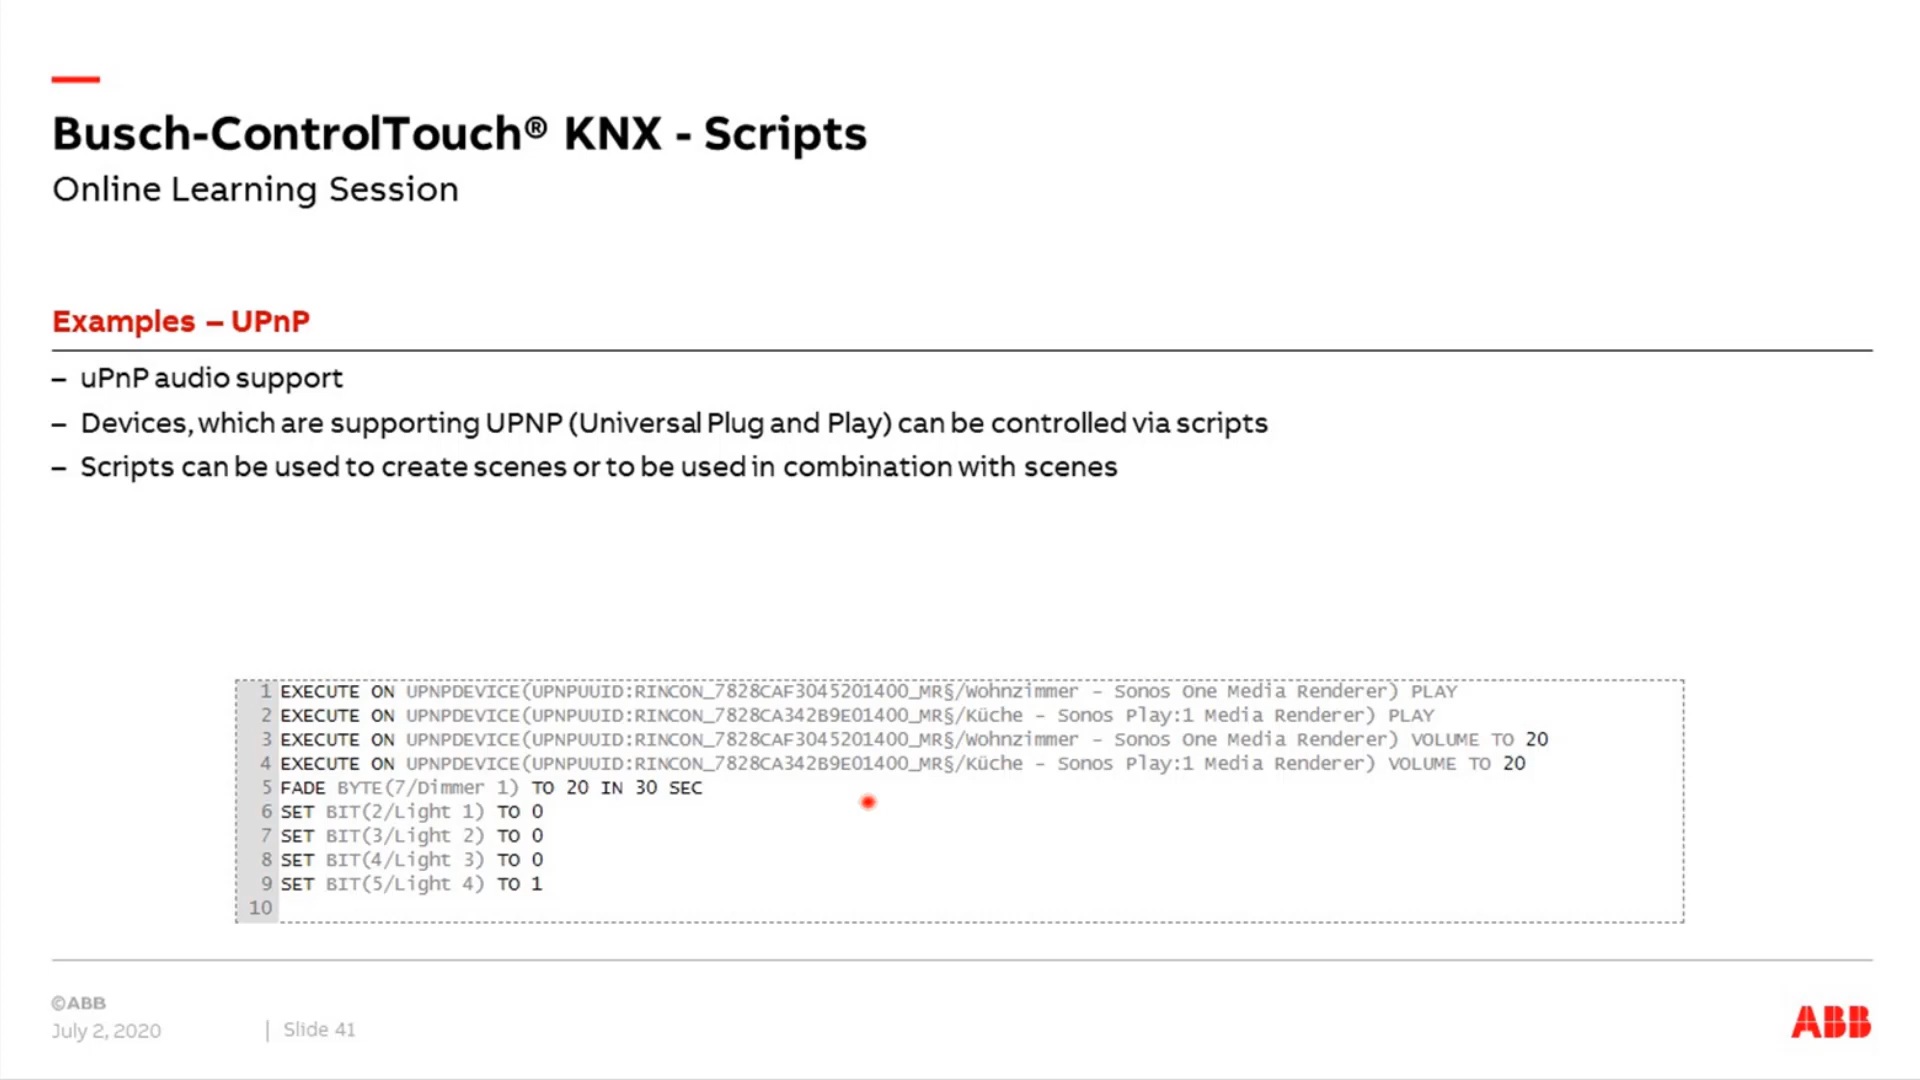 Busch-ControlTouch® KNX - Scripts
Online Learning Session
Examples – UPnP
– uPnP audio support
– Devices, which are supporting UPNP (Universal Plug and Play) can be controlled via scripts
– Scripts can be used to create scenes or to be used in combination with scenes
1 EXECUTE ON UPNPDEVICE(UPNPUUID:RINCON_7828CAF3045201400_MR§/Wohnzimmer - Sonos One Media Renderer) PLAY
2 EXECUTE ON UPNPDEVICE(UPNPUUID:RINCON_7828CA342B9E01400_MR§/Küche - Sonos Play:1 Media Renderer) PLAY
3 EXECUTE ON UPNPDEVICE(UPNPUUID:RINCON_7828CAF3045201400_MR§/Wohnzimmer - Sonos One Media Renderer) VOLUME TO 20
4 EXECUTE ON UPNPDEVICE(UPNPUUID:RINCON_7828CA342B9E01400_MR§/Küche - Sonos Play:1 Media Renderer) VOLUME TO 20
5 FADE BYTE(7/Dimmer 1) TO 20 IN 30 SEC
6 SET BIT(2/Light 1) TO 0
7 SET BIT(3/Light 2) TO 0
8 SET BIT(4/Light 3) TO 0
9 SET BIT(5/Light 4) TO 1
10
©ABB
July 2, 2020 | Slide 41
ABB